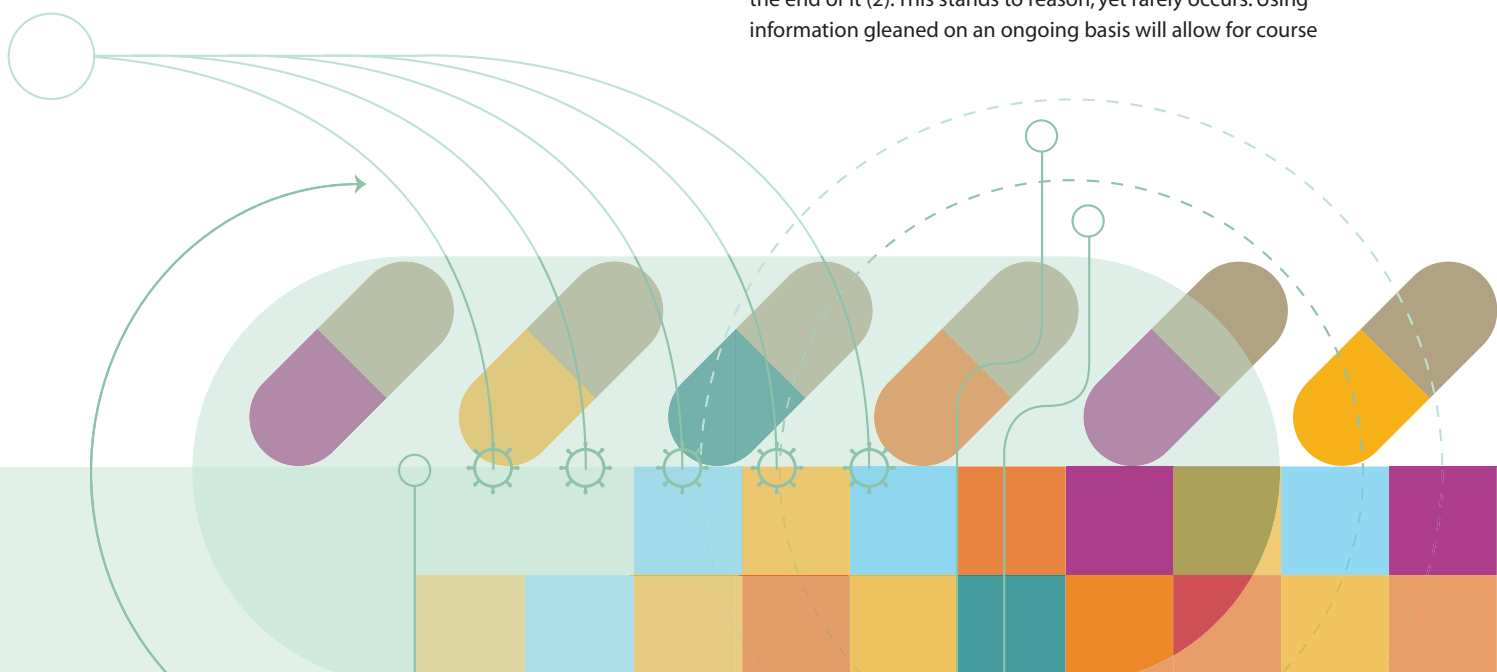 the end of it (2). This stands to reason, yet rarely occurs. Using
information gleaned on an ongoing basis will allow for course